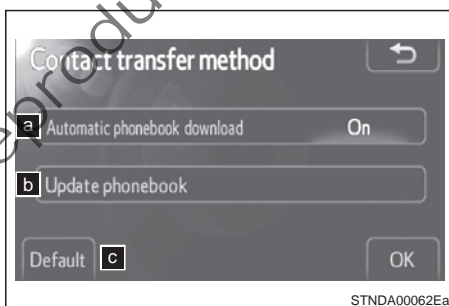 Contact transfer method
a Automatic phonebook download On
b Update phonebook
Default c OK
STNDA00062Ea